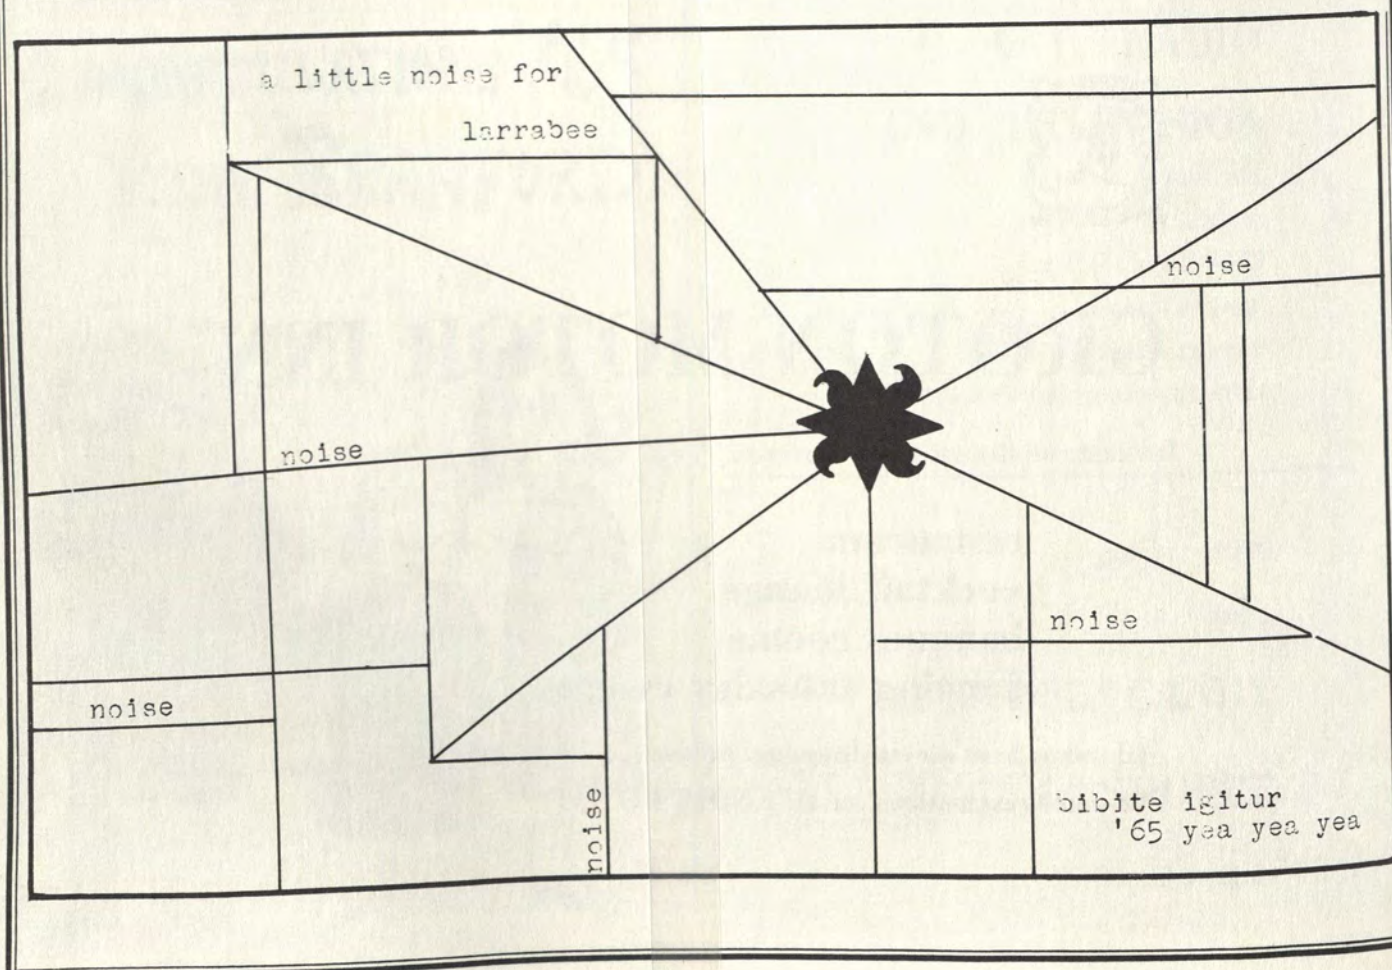 a little noise for
larrabee
noise
noise
noise
noise
noise
bibite igitur
'65 yea yea yea